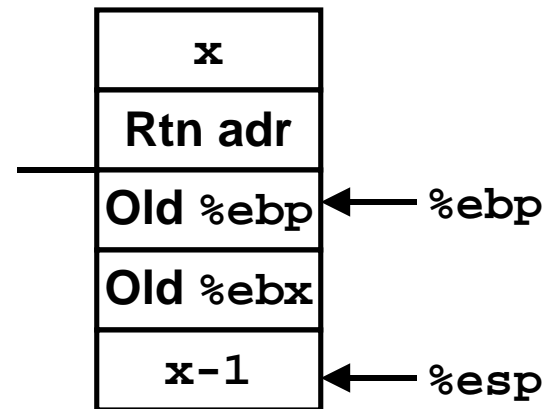 x
Rtn adr
Old %ebp %ebp
Old %ebx
x-1 %esp